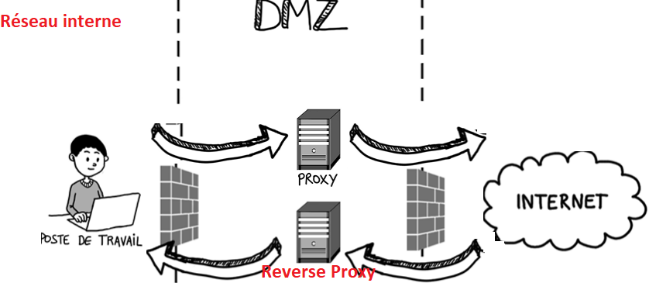 DMZ
Réseau interne
PROXY
INTERNET
POSTE DE TRAVAIL
Reverse Proxy